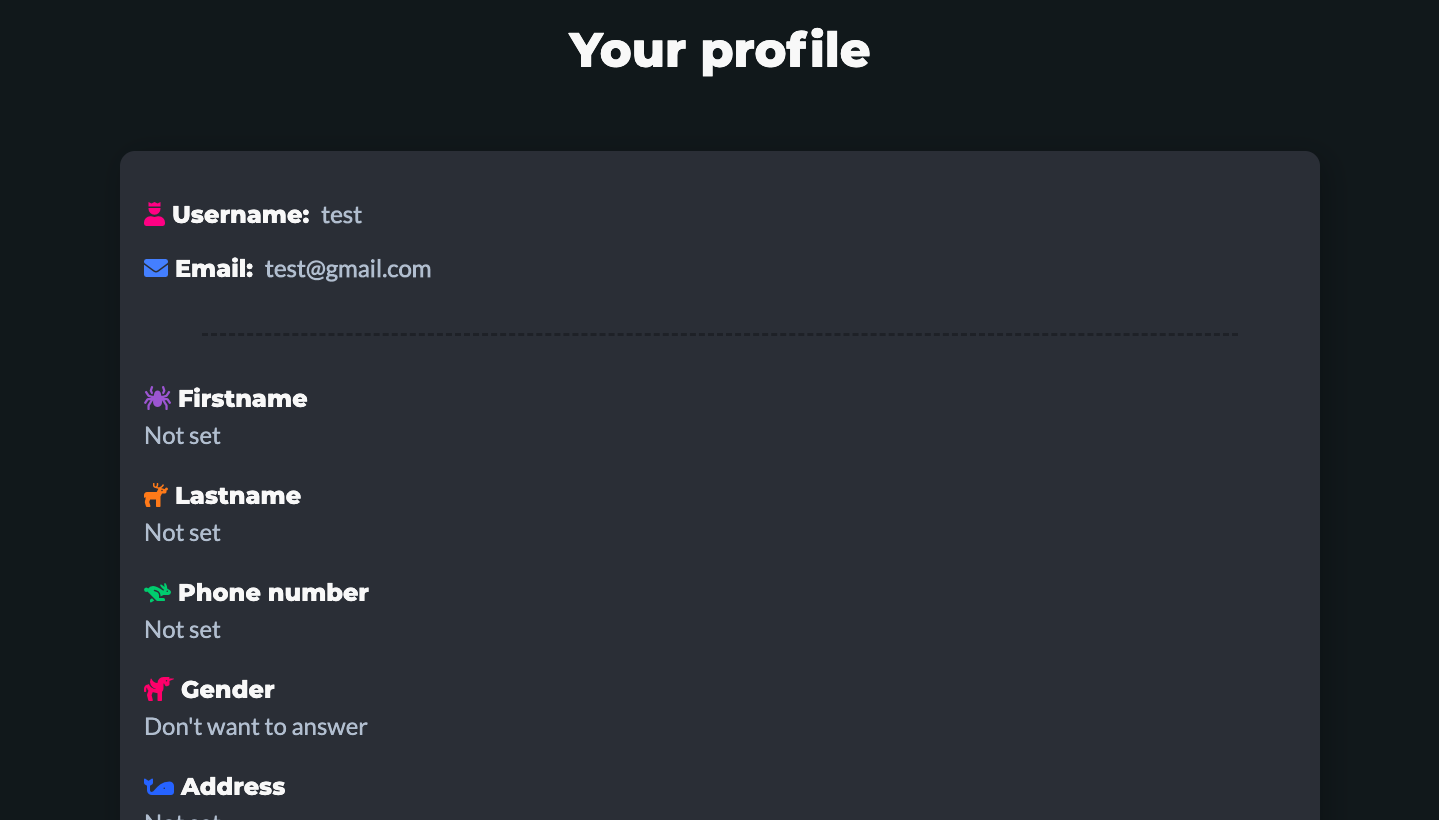 Your profile
Username: test
Email: test@gmail.com
Firstname
Not set
Lastname
Not set
Phone number
Not set
Gender
Don't want to answer
Address